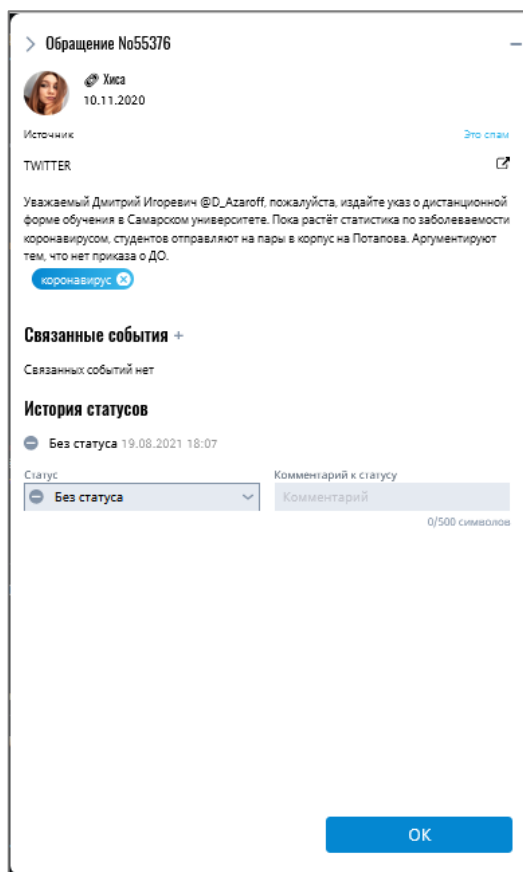 Обращение No55376
Хиса
10.11.2020
Источник
Это спам
TWITTER
Уважаемый Дмитрий Игоревич @D_Azaroff, пожалуйста, издайте указ о дистанционной
форме обучения в Самарском университете. Пока растёт статистика по заболеваемости
коронавирусом, студентов отправляют на пары в корпус на Потапова. Аргументируют
тем, что нет приказа о ДО.
коронавирус
Связанные события +
Связанных событий нет
История статусов
Без статуса 19.08.2021 18:07
Статус
Комментарий к статусу
Без статуса
Комментарий
0/500 символов
ОК